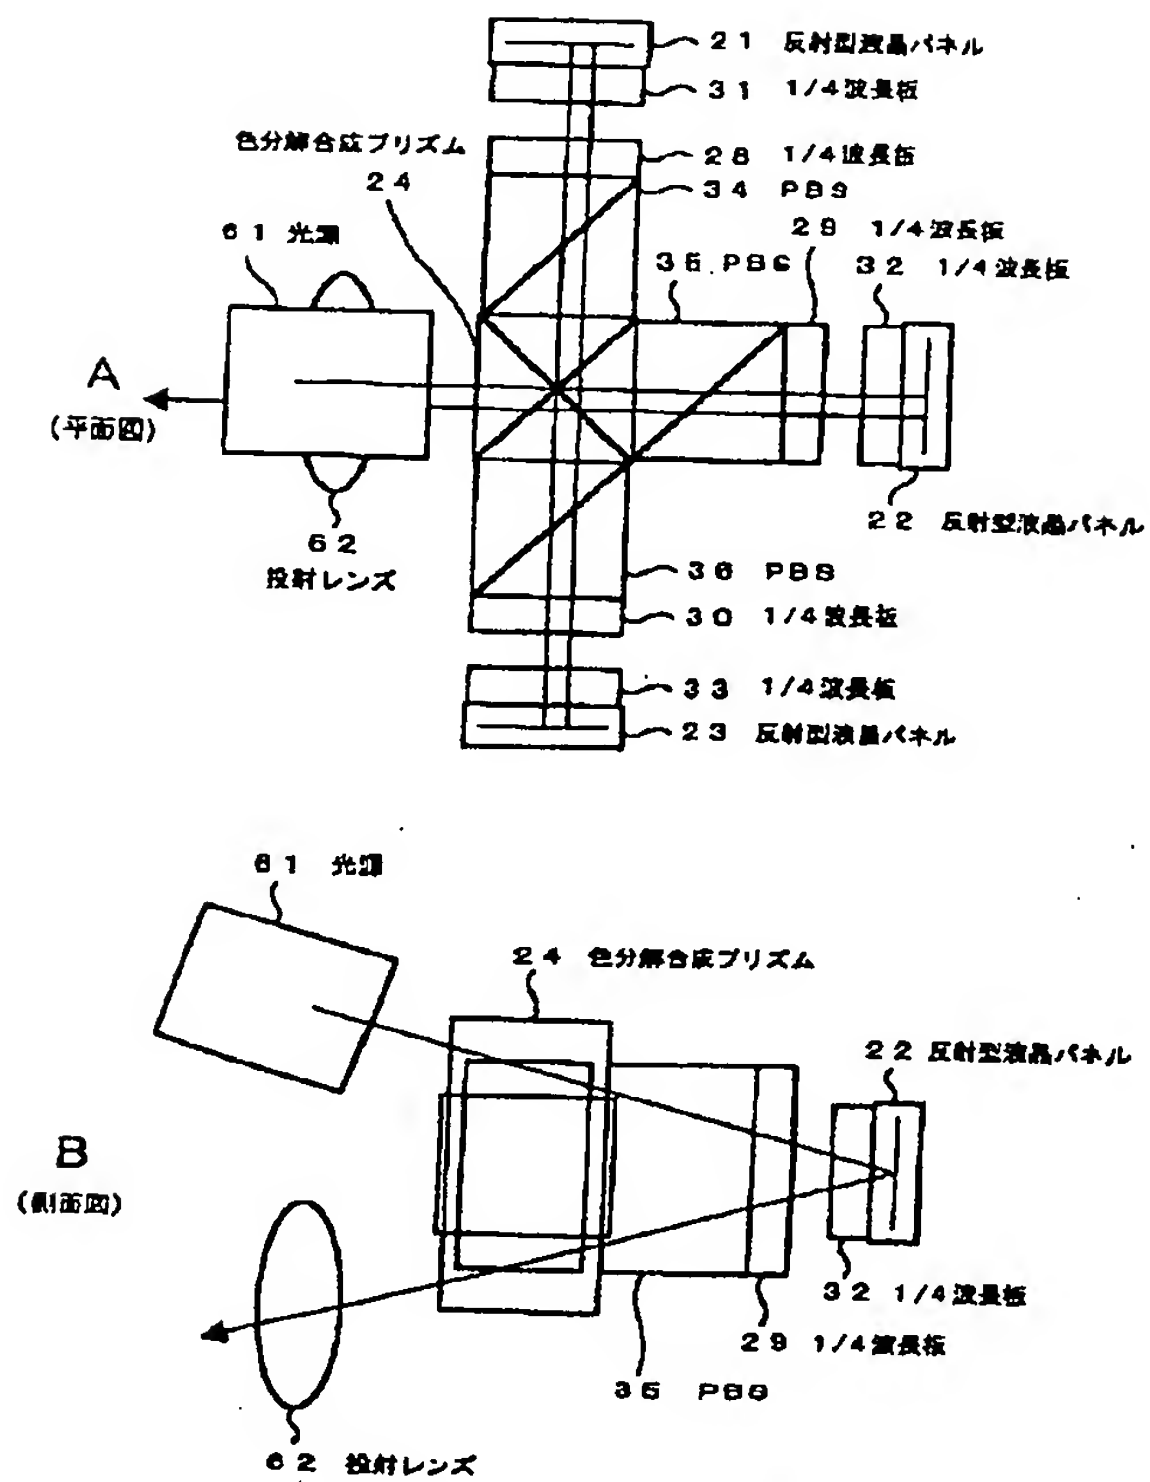 21 反射型液晶パネル
31 1/4波長板
色分解合成プリズム
24
28 1/4波長板
34 PBS
61 光源
29 1/4波長板
35 PBS
32 1/4波長板
A
(平面図)
22 反射型液晶パネル
62
投射レンズ
36 PBS
30 1/4波長板
33 1/4波長板
23 反射型液晶パネル
61 光源
24 色分解合成プリズム
22 反射型液晶パネル
B
(側面図)
32 1/4波長板
29 1/4波長板
35 PBS
62 投射レンズ